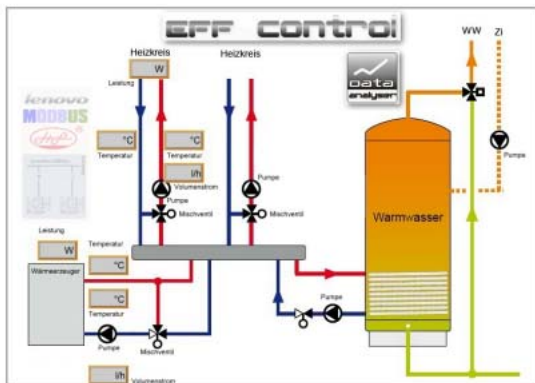 EFF control
Heizkreis
Heizkreis
WW
ZI
W
Leistung
Data
analyser
lenovo
MODBUS
°C
°C
Temperatur
Temperatur
l/h
Volumenstrom
Pumpe
Pumpe
Mischventil
Mischventil
Pumpe
Warmwasser
Leistung
W
Temperatur
°C
Wärmeerzeuger
°C
Temperatur
Pumpe
Pumpe
Mischventil
l/h
Volumenstrom